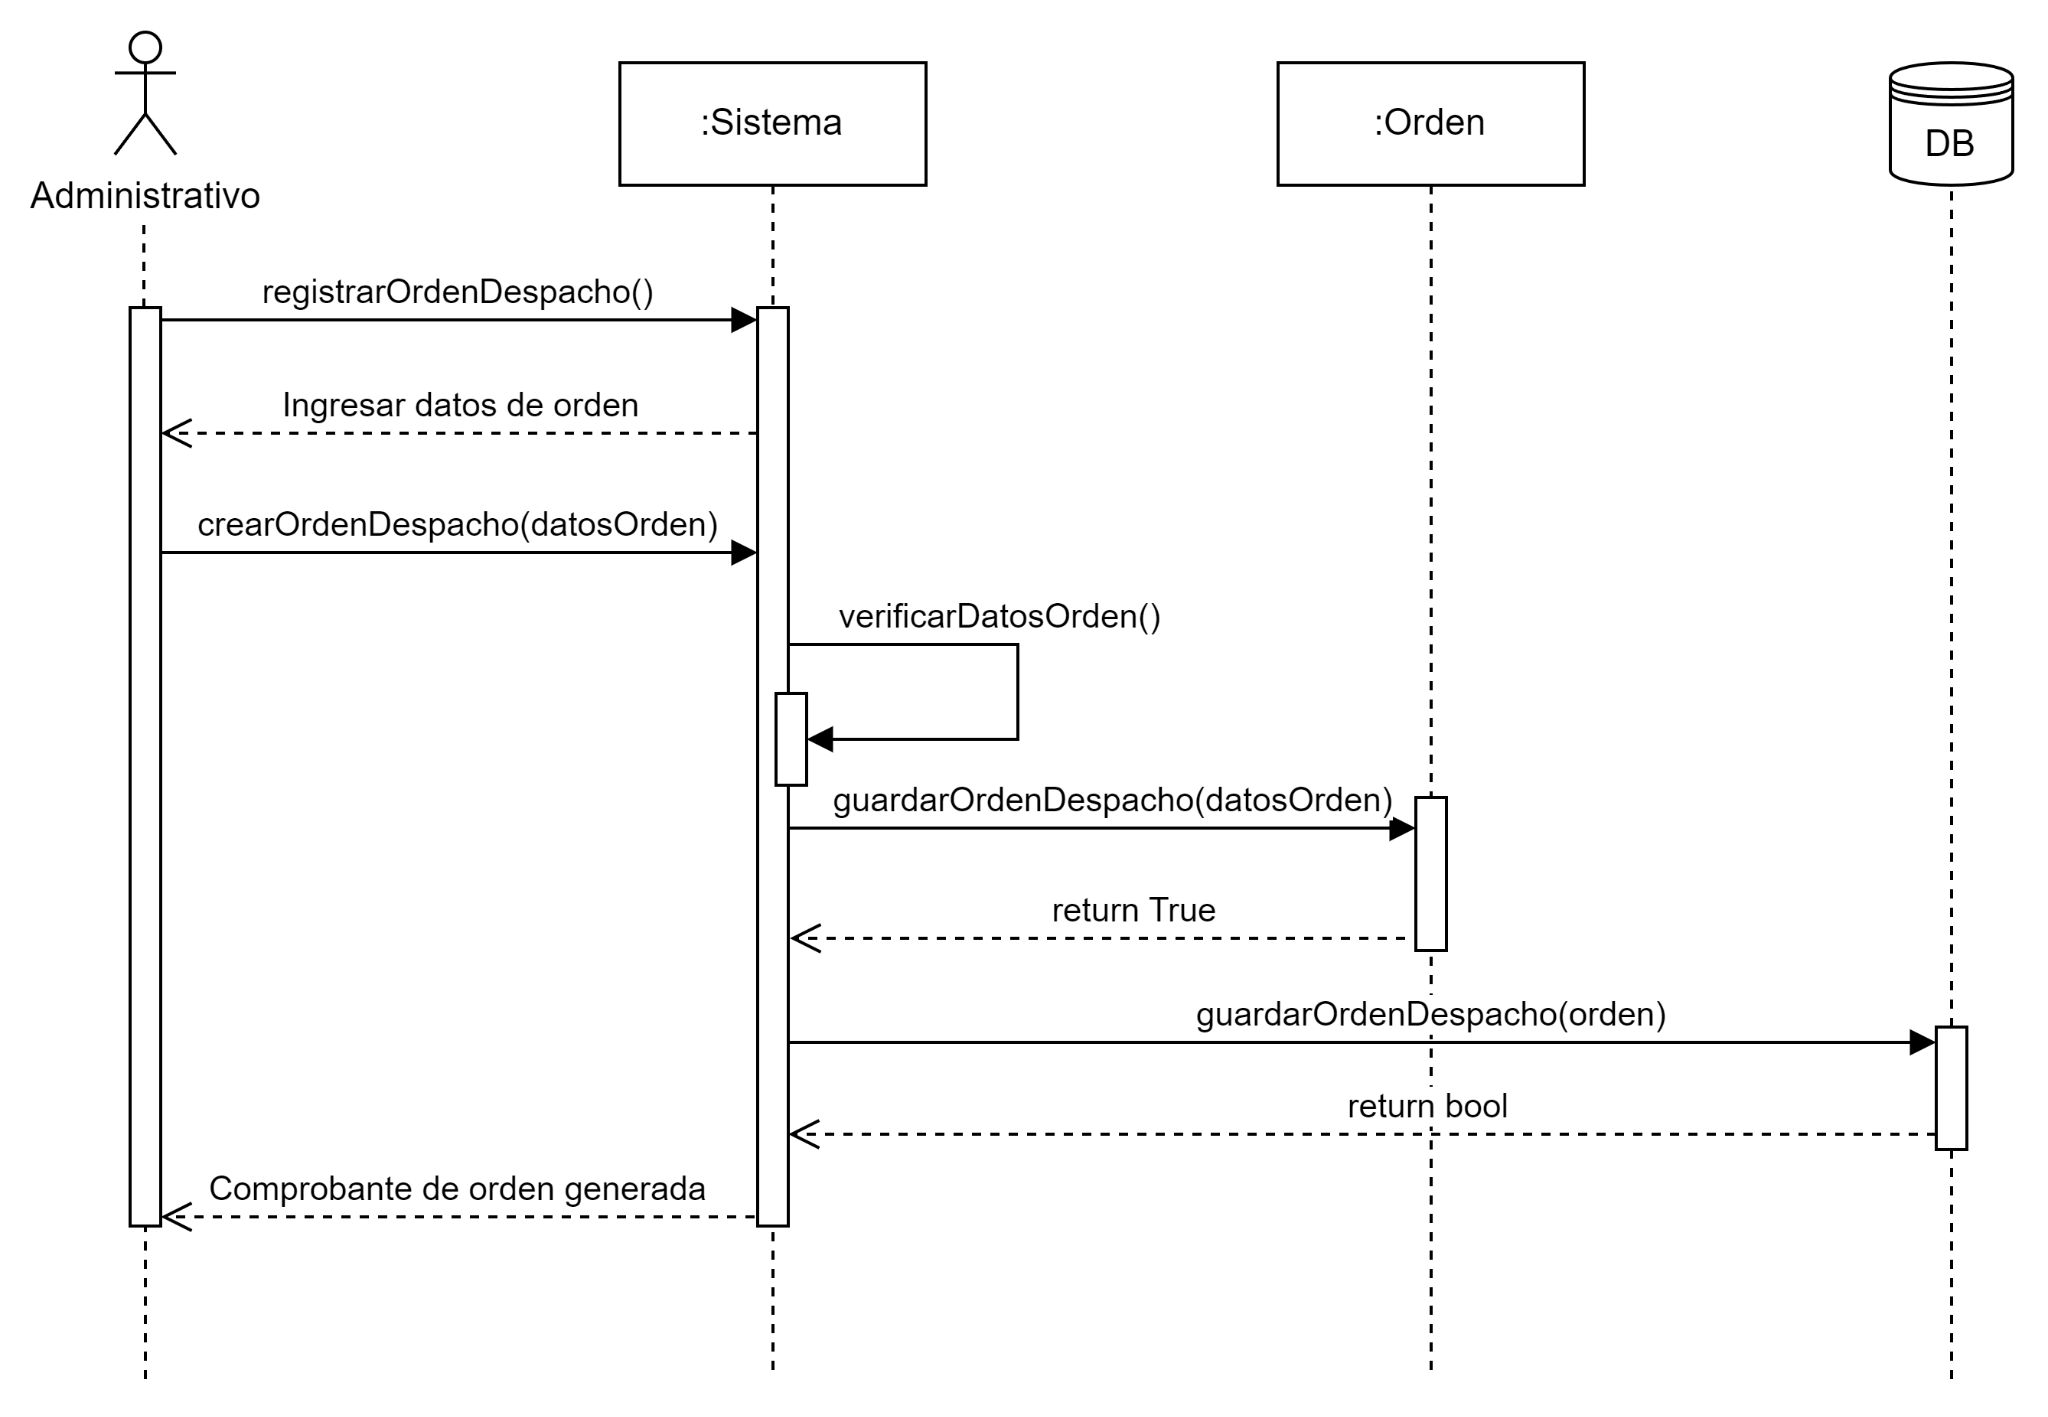 Administrativo
:Sistema
:Orden
DB
registrarOrdenDespacho()
Ingresar datos de orden
crearOrdenDespacho(datosOrden)
verificarDatosOrden()
guardarOrdenDespacho(datosOrden)
return True
guardarOrdenDespacho(orden)
return bool
Comprobante de orden generada